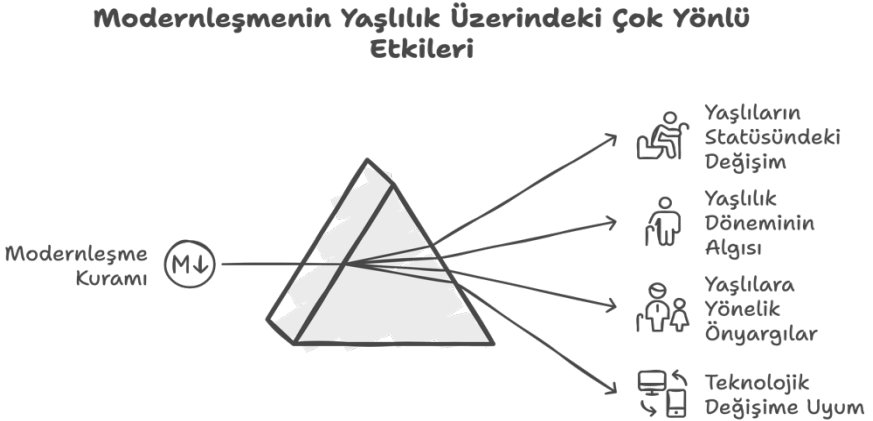 Modernleşmenin Yaşlılık Üzerindeki Çok Yönlü
Etkileri
Modernleşme
Kuramı
M↓
Yaşlıların
Statüsündeki
Değişim
Yaşlılık
Döneminin
Algısı
Yaşlılara
Yönelik
Önyargılar
Teknolojik
Değişime Uyum